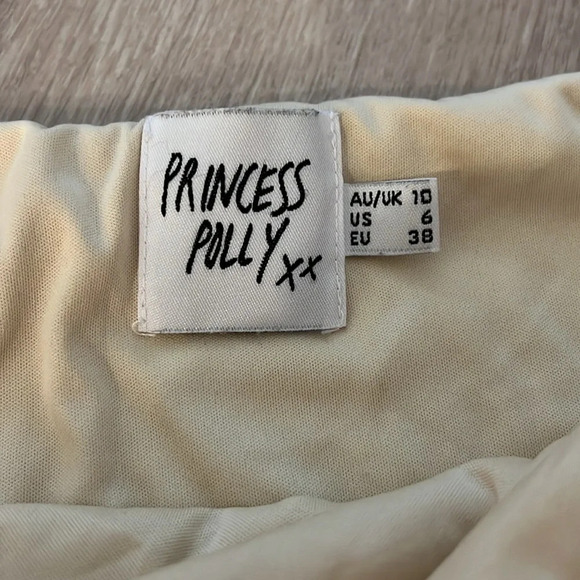 PRINCESS
POLLY xx
AU/UK 10
US 6
EU 38